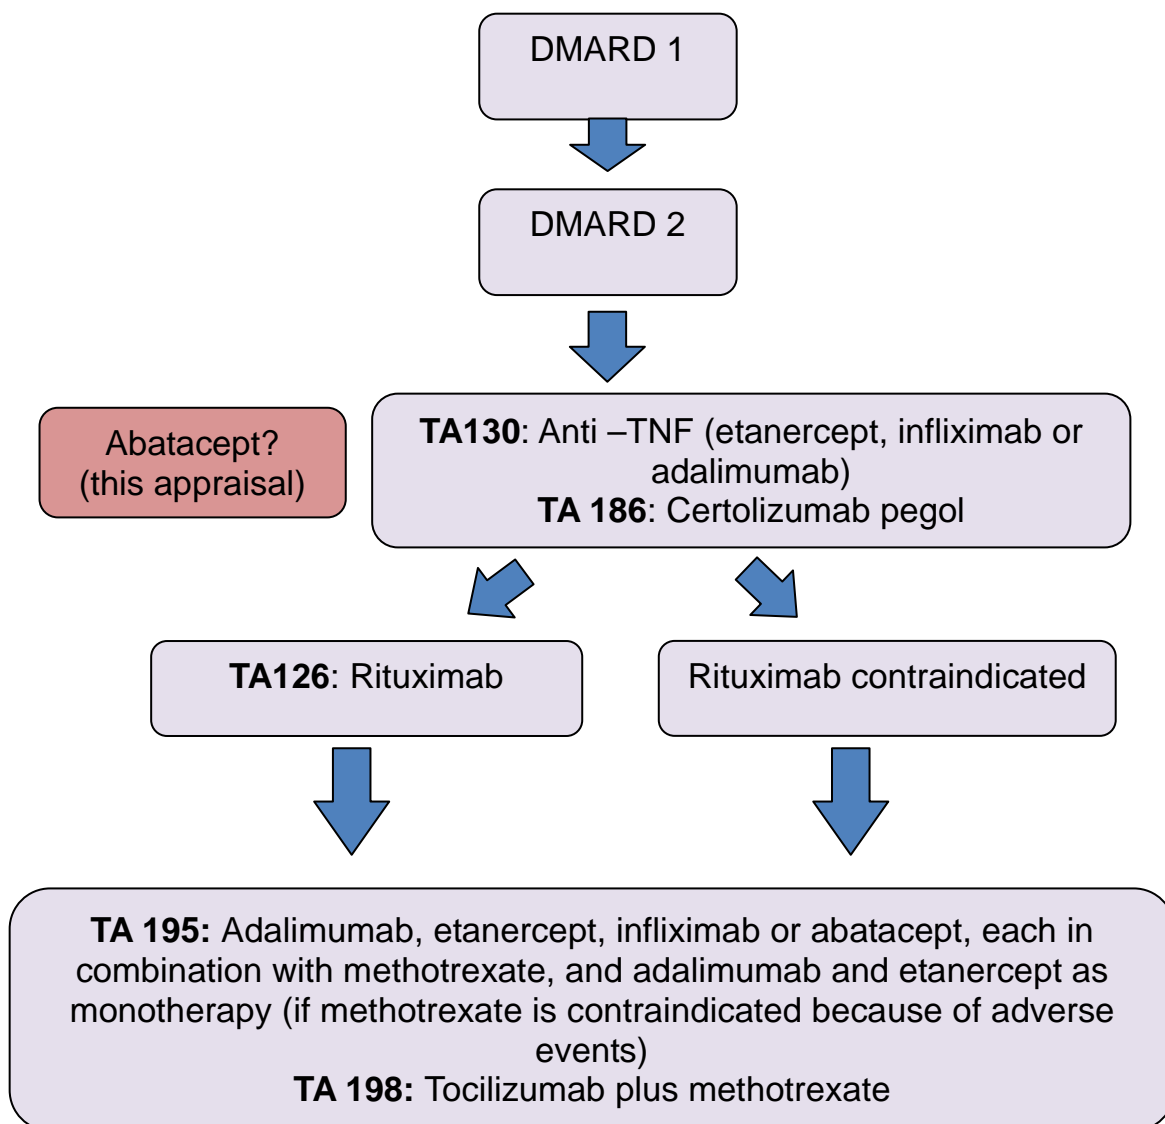 DMARD 1
DMARD 2
Abatacept?
(this appraisal)
TA130: Anti –TNF (etanercept, infliximab or
adalimumab)
TA 186: Certolizumab pegol
TA126: Rituximab
Rituximab contraindicated
TA 195: Adalimumab, etanercept, infliximab or abatacept, each in
combination with methotrexate, and adalimumab and etanercept as
monotherapy (if methotrexate is contraindicated because of adverse
events)
TA 198: Tocilizumab plus methotrexate